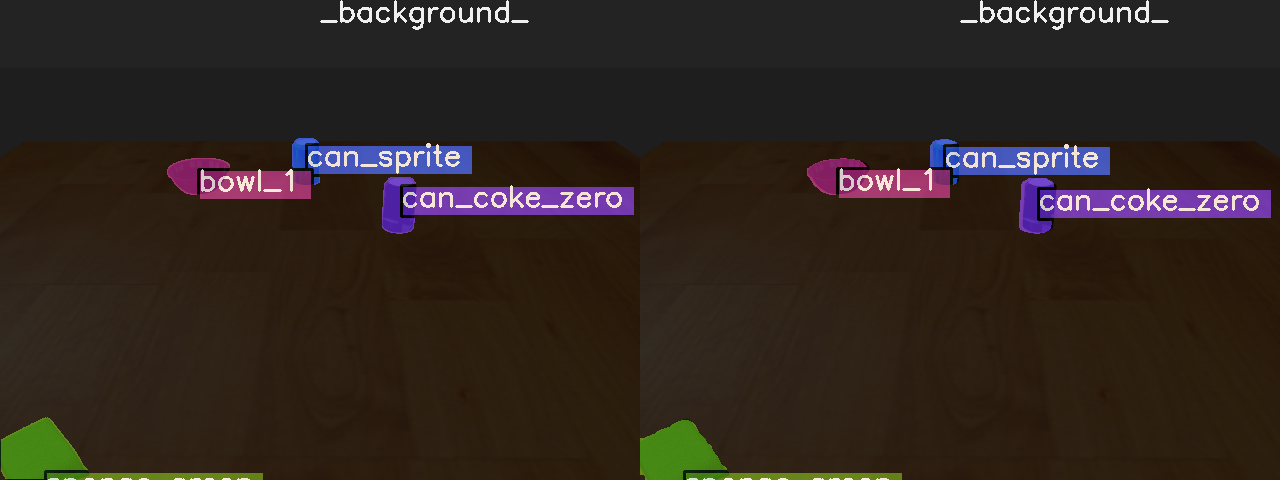 _background_
_background_
can_sprite
can_sprite
bowl_1
bowl_1
can_coke_zero
can_coke_zero